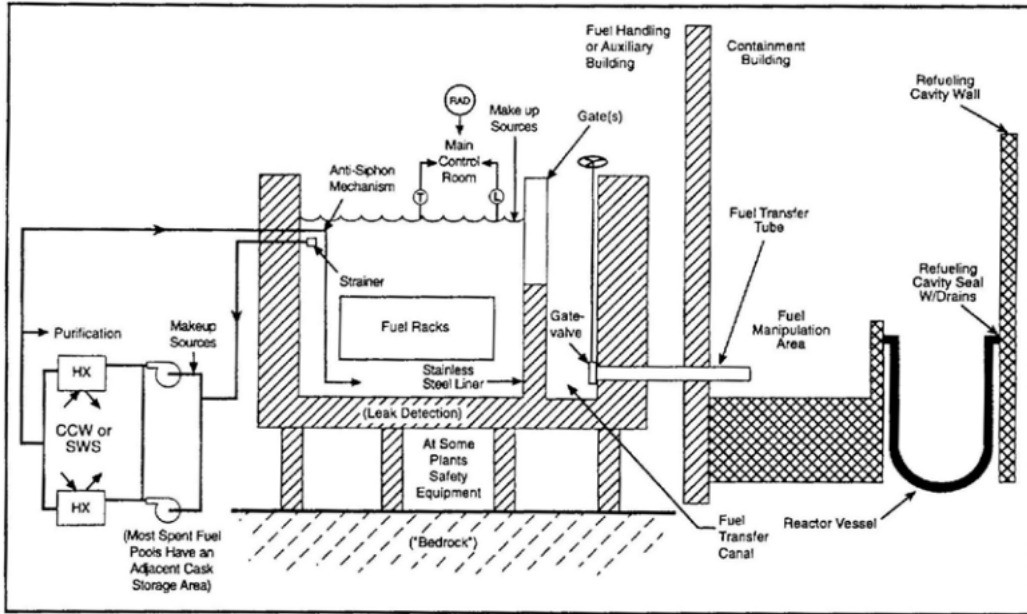 Fuel Handling
or Auxiliary
Building
Containment
Building
Refueling
Cavity Wall
RAD
Main
Control
Room
Make up
Sources
Gate(s)
Anti-Siphon
Mechanism
T
L
Strainer
Fuel Transfer
Tube
Refueling
Cavity Seal
W/Drains
Purification
Makeup
Sources
Fuel Racks
Gate-
valve
Fuel
Manipulation
Area
HX
CCW or
SWS
HX
Stainless
Steel Liner
(Leak Detection)
At Some
Plants
Safety
Equipment
(Most Spent Fuel
Pools Have an
Adjacent Cask
Storage Area)
("Bedrock")
Fuel
Transfer
Canal
Reactor Vessel